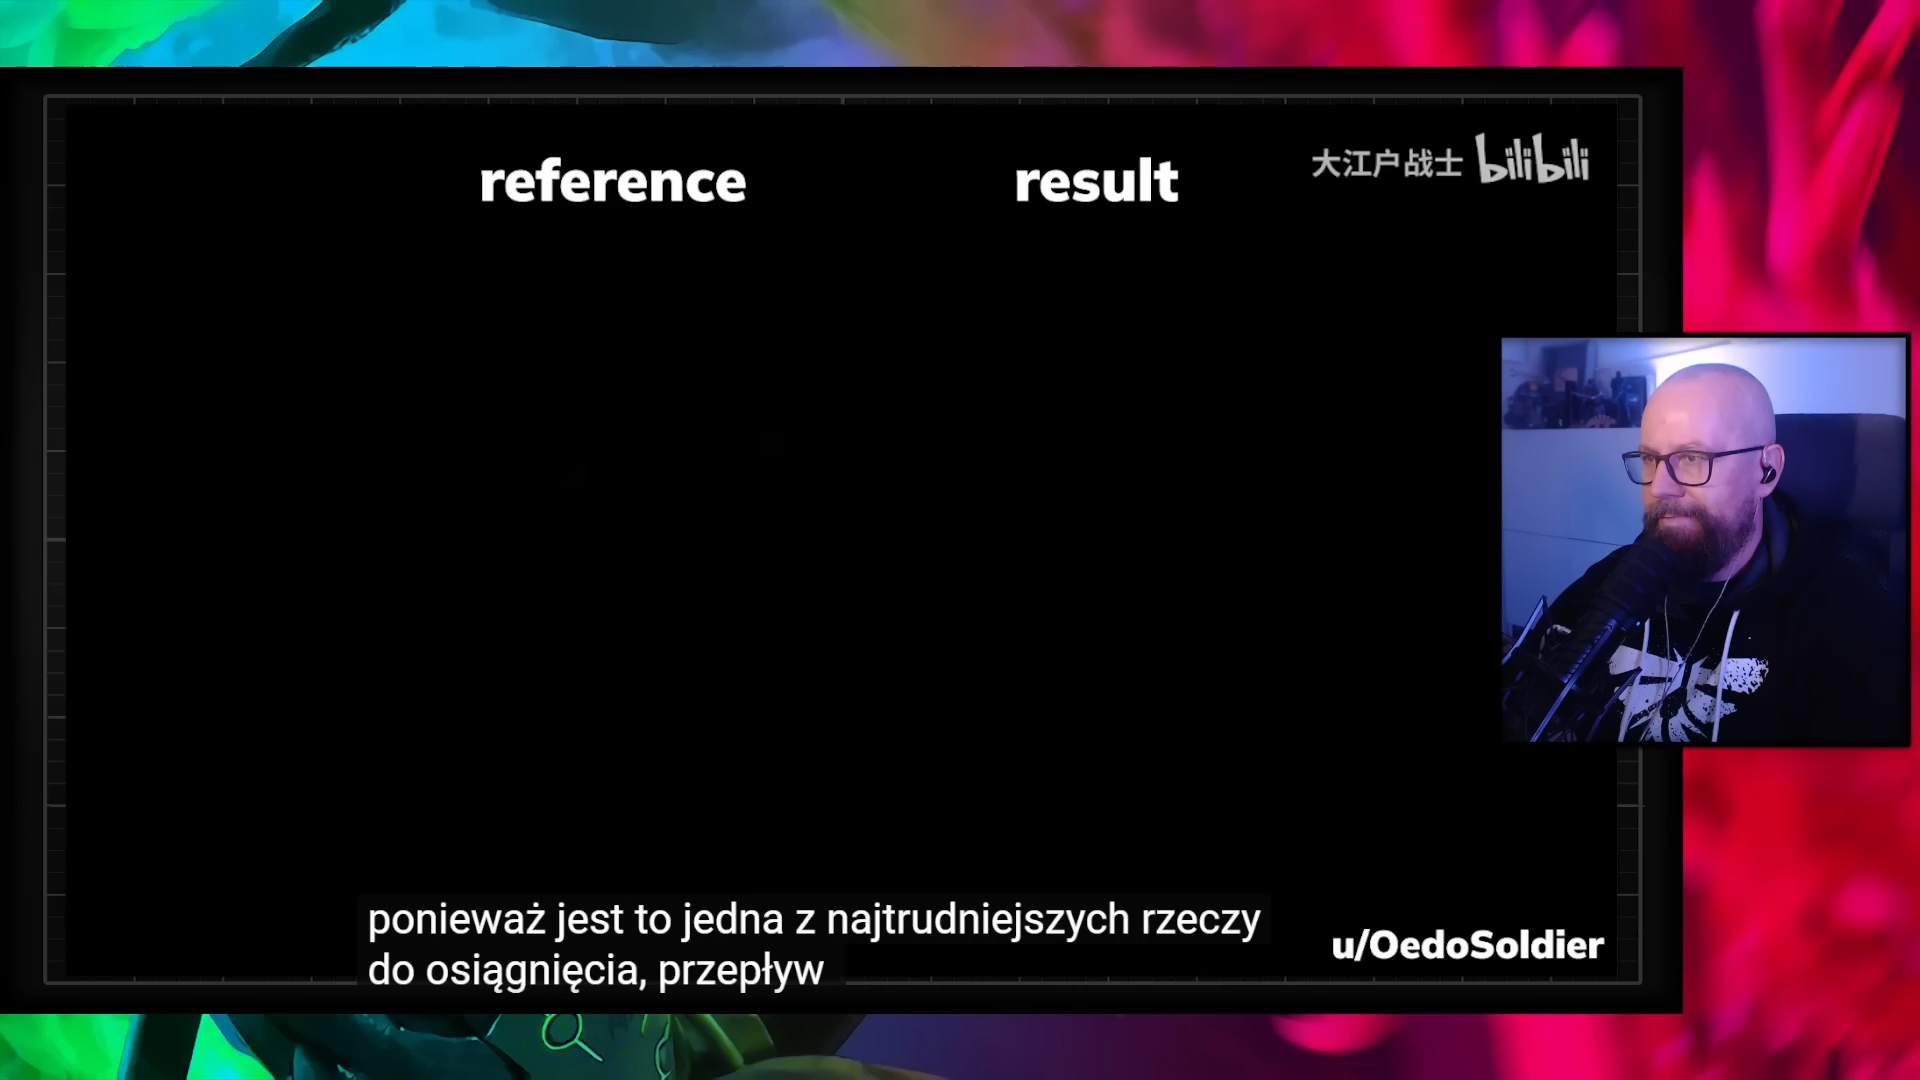 reference
result
大江户战士 bilibili
ponieważ jest to jedna z najtrudniejszych rzeczy
do osiągnięcia, przepływ
u/OedoSoldier